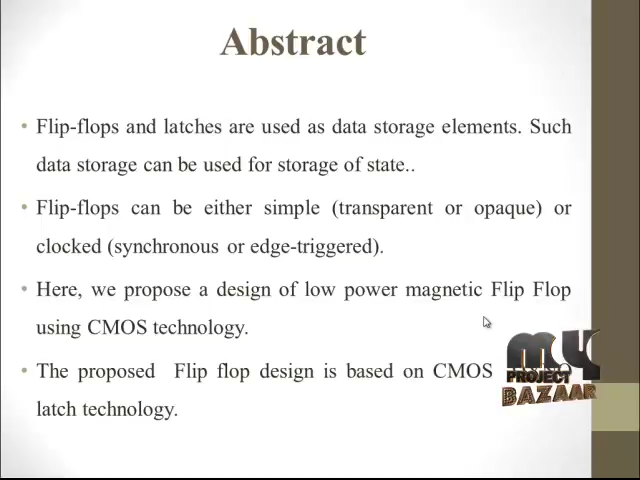 Abstract
• Flip-flops and latches are used as data storage elements. Such
data storage can be used for storage of state..
• Flip-flops can be either simple (transparent or opaque) or
clocked (synchronous or edge-triggered).
• Here, we propose a design of low power magnetic Flip Flop
using CMOS technology.
• The proposed Flip flop design is based on CMOS
latch technology.
MY
PROJECT
BAZAAR